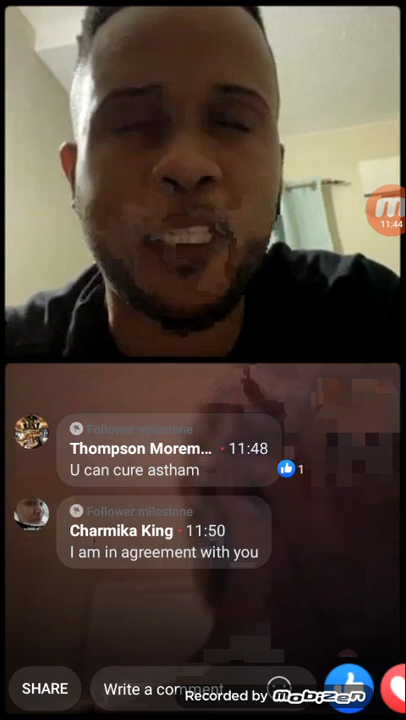 11:44
Follower milestone
Thompson Morem... • 11:48
U can cure astham
1
Follower milestone
Charmika King • 11:50
I am in agreement with you
SHARE
Write a comment
Recorded by mobizen